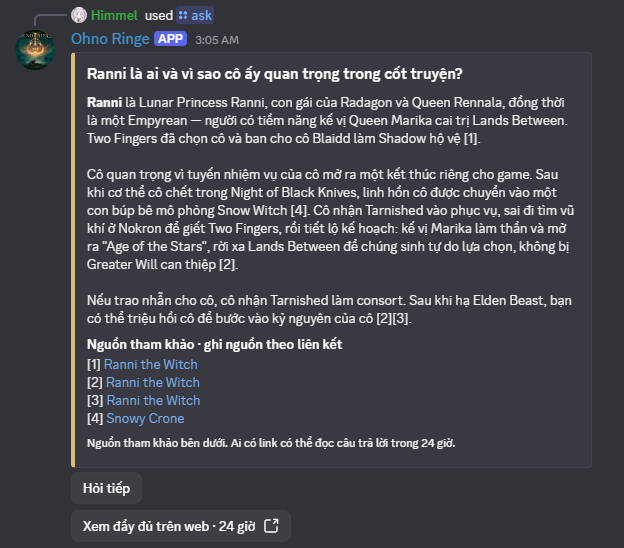 Himmel used ask
Ohno Ringe APP 3:05 AM
Ranni là ai và vì sao cô ấy quan trọng trong cốt truyện?
Ranni là Lunar Princess Ranni, con gái của Radagon và Queen Rennala, đồng thời
là một Empyrean — người có tiềm năng kế vị Queen Marika cai trị Lands Between.
Two Fingers đã chọn cô và ban cho cô Blaidd làm Shadow hộ vệ [1].
Cô quan trọng vì tuyến nhiệm vụ của cô mở ra một kết thúc riêng cho game. Sau
khi cơ thể cô chết trong Night of Black Knives, linh hồn cô được chuyển vào một
con búp bê mô phỏng Snow Witch [4]. Cô nhận Tarnished vào phục vụ, sai đi tìm vũ
khí ở Nokron để giết Two Fingers, rồi tiết lộ kế hoạch: kế vị Marika làm thần và mở
ra "Age of the Stars", rời xa Lands Between để chúng sinh tự do lựa chọn, không bị
Greater Will can thiệp [2].
Nếu trao nhẫn cho cô, cô nhận Tarnished làm consort. Sau khi hạ Elden Beast, bạn
có thể triệu hồi cô để bước vào kỷ nguyên của cô [2][3].
Nguồn tham khảo · ghi nguồn theo liên kết
[1] Ranni the Witch
[2] Ranni the Witch
[3] Ranni the Witch
[4] Snowy Crone
Nguồn tham khảo bên dưới. Ai có link có thể đọc câu trả lời trong 24 giờ.
Hỏi tiếp
Xem đầy đủ trên web · 24 giờ